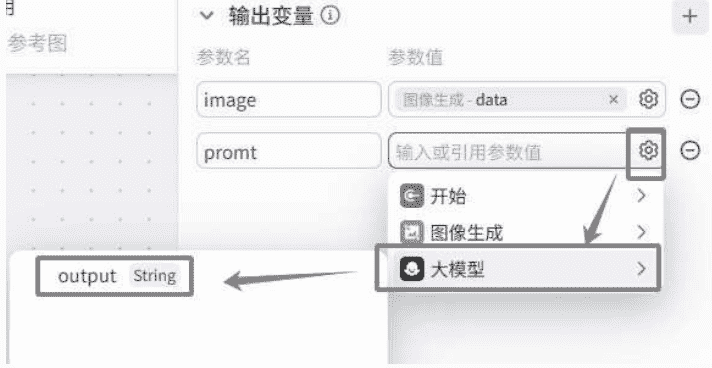 输出变量
参考图
参数名 参数值
image 图像生成 - data
promt 输入或引用参数值
开始
图像生成
大模型
output String